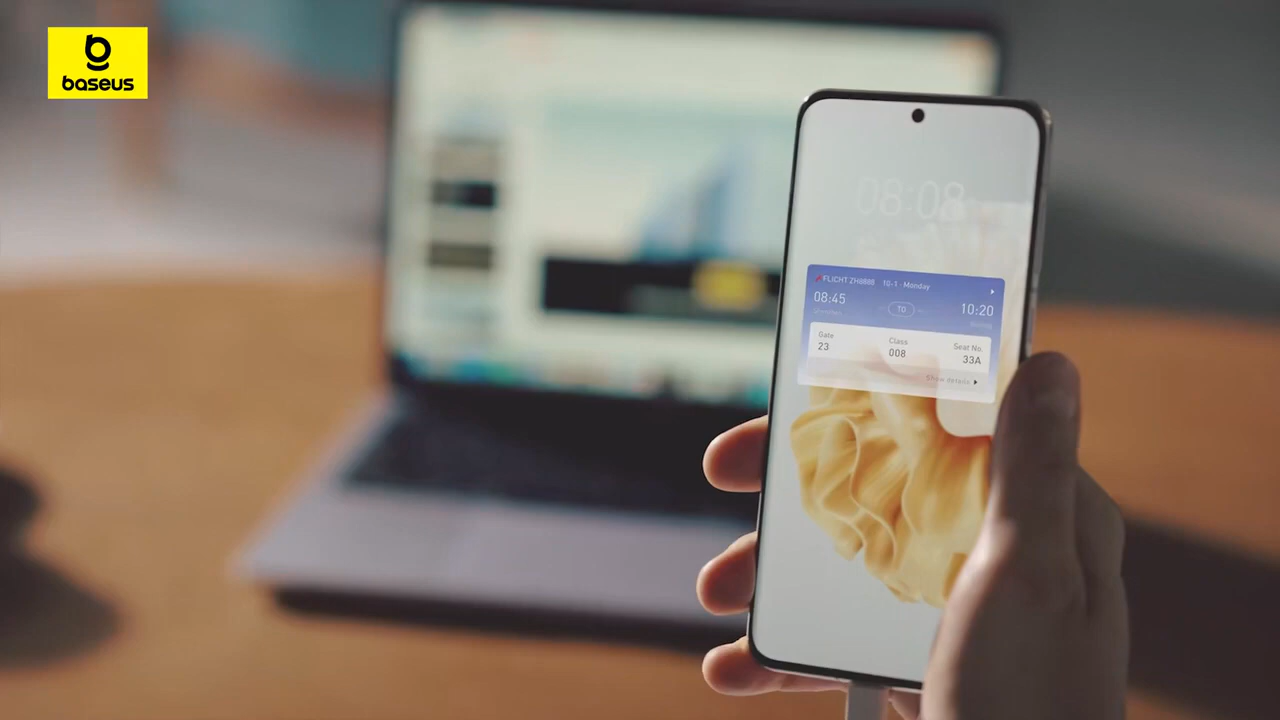 baseus
08:08
FLICHT ZH8888 10-1 · Monday
08:45 TO 10:20
Gate Class Seat No.
23 008 33A
Show details